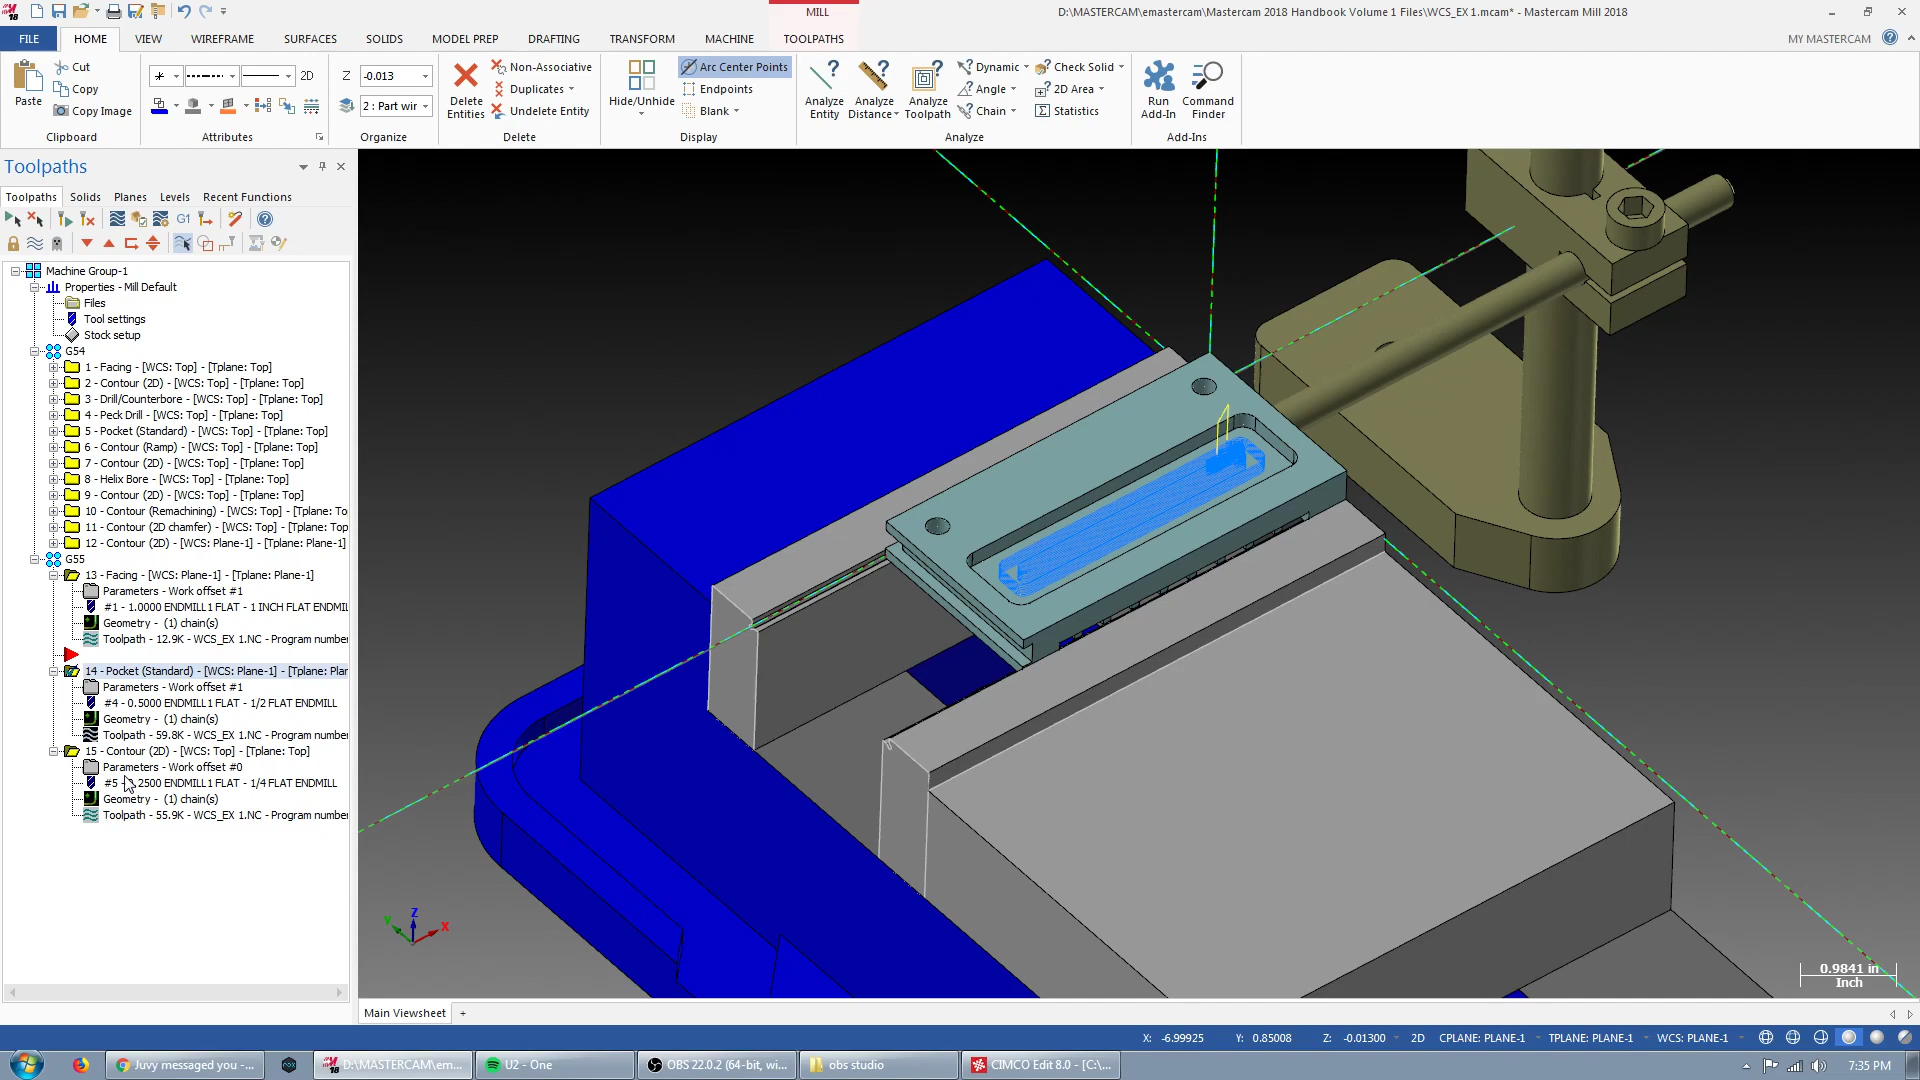 MILL
D:\MASTERCAM\emastercam\Mastercam 2018 Handbook Volume 1 Files\WCS_EX 1.mcam* - Mastercam Mill 2018
FILE HOME VIEW WIREFRAME SURFACES SOLIDS MODEL PREP DRAFTING TRANSFORM MACHINE TOOLPATHS MY MASTERCAM
Paste
Cut
Copy
Copy Image
Clipboard
2D
Attributes
Z -0.013
2 : Part wir
Organize
Delete Entities
Non-Associative
Duplicates
Undelete Entity
Delete
Hide/Unhide
Arc Center Points
Endpoints
Blank
Display
Analyze Entity
Analyze Distance
Analyze Toolpath
Dynamic
Angle
Chain
Check Solid
2D Area
Statistics
Analyze
Run Add-In
Command Finder
Add-Ins
Toolpaths
Toolpaths Solids Planes Levels Recent Functions
G1
Machine Group-1
Properties - Mill Default
Files
Tool settings
Stock setup
G54
1 - Facing - [WCS: Top] - [Tplane: Top]
2 - Contour (2D) - [WCS: Top] - [Tplane: Top]
3 - Drill/Counterbore - [WCS: Top] - [Tplane: Top]
4 - Peck Drill - [WCS: Top] - [Tplane: Top]
5 - Pocket (Standard) - [WCS: Top] - [Tplane: Top]
6 - Contour (Ramp) - [WCS: Top] - [Tplane: Top]
7 - Contour (2D) - [WCS: Top] - [Tplane: Top]
8 - Helix Bore - [WCS: Top] - [Tplane: Top]
9 - Contour (2D) - [WCS: Top] - [Tplane: Top]
10 - Contour (Remachining) - [WCS: Top] - [Tplane: To
11 - Contour (2D chamfer) - [WCS: Top] - [Tplane: Top
12 - Contour (2D) - [WCS: Plane-1] - [Tplane: Plane-1]
G55
13 - Facing - [WCS: Plane-1] - [Tplane: Plane-1]
Parameters - Work offset #1
#1 - 1.0000 ENDMILL1 FLAT - 1 INCH FLAT ENDMIL
Geometry - (1) chain(s)
Toolpath - 12.9K - WCS_EX 1.NC - Program number
14 - Pocket (Standard) - [WCS: Plane-1] - [Tplane: Plar
Parameters - Work offset #1
#4 - 0.5000 ENDMILL1 FLAT - 1/2 FLAT ENDMILL
Geometry - (1) chain(s)
Toolpath - 59.8K - WCS_EX 1.NC - Program number
15 - Contour (2D) - [WCS: Top] - [Tplane: Top]
Parameters - Work offset #0
#5 - 0.2500 ENDMILL1 FLAT - 1/4 FLAT ENDMILL
Geometry - (1) chain(s)
Toolpath - 55.9K - WCS_EX 1.NC - Program number
Z
Y
X
0.9841 in
Inch
Main Viewsheet +
X: -6.99925 Y: 0.85008 Z: -0.01300 2D CPLANE: PLANE-1 TPLANE: PLANE-1 WCS: PLANE-1
Juvy messaged you -...
D:\MASTERCAM\emast...
U2 - One
OBS 22.0.2 (64-bit, wi...
obs studio
CIMCO Edit 8.0 - [C:\...
7:35 PM